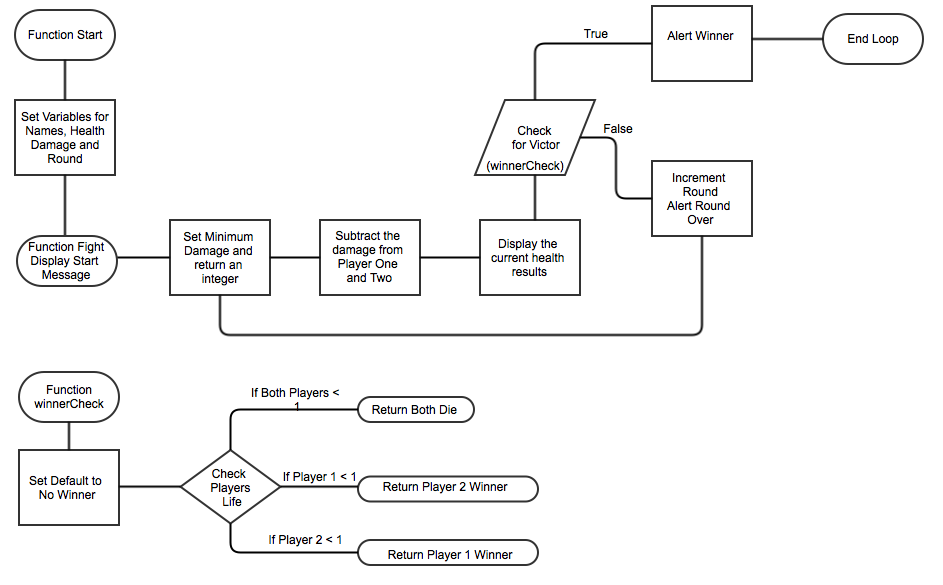 Function Start
Set Variables for
Names, Health
Damage and
Round
Function Fight
Display Start
Message
Set Minimum
Damage and
return an
integer
Subtract the
damage from
Player One
and Two
Display the
current health
results
Check
for Victor
(winnerCheck)
True
False
Alert Winner
End Loop
Increment
Round
Alert Round
Over
Function
winnerCheck
Set Default to
No Winner
Check
Players
Life
If Both Players <
1
Return Both Die
If Player 1 < 1
Return Player 2 Winner
If Player 2 < 1
Return Player 1 Winner